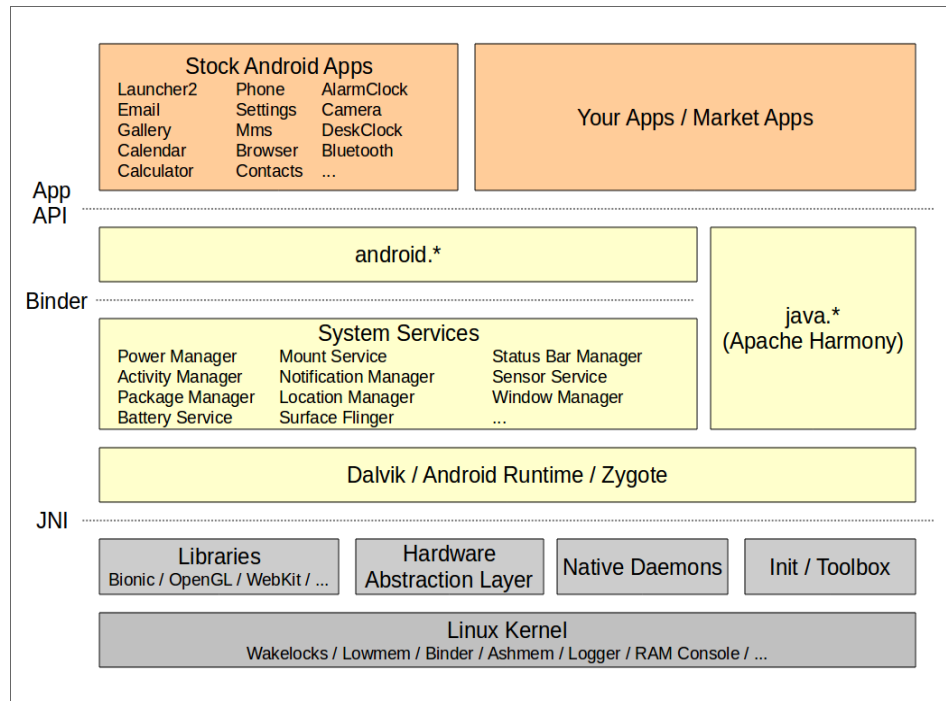 Stock Android Apps
Launcher2 Phone AlarmClock
Email Settings Camera
Gallery Mms DeskClock
Calendar Browser Bluetooth
Calculator Contacts ...
Your Apps / Market Apps
App
API
android.*
java.*
(Apache Harmony)
Binder
System Services
Power Manager Mount Service Status Bar Manager
Activity Manager Notification Manager Sensor Service
Package Manager Location Manager Window Manager
Battery Service Surface Flinger ...
Dalvik / Android Runtime / Zygote
JNI
Libraries
Bionic / OpenGL / WebKit / ...
Hardware
Abstraction Layer
Native Daemons
Init / Toolbox
Linux Kernel
Wakelocks / Lowmem / Binder / Ashmem / Logger / RAM Console / ...